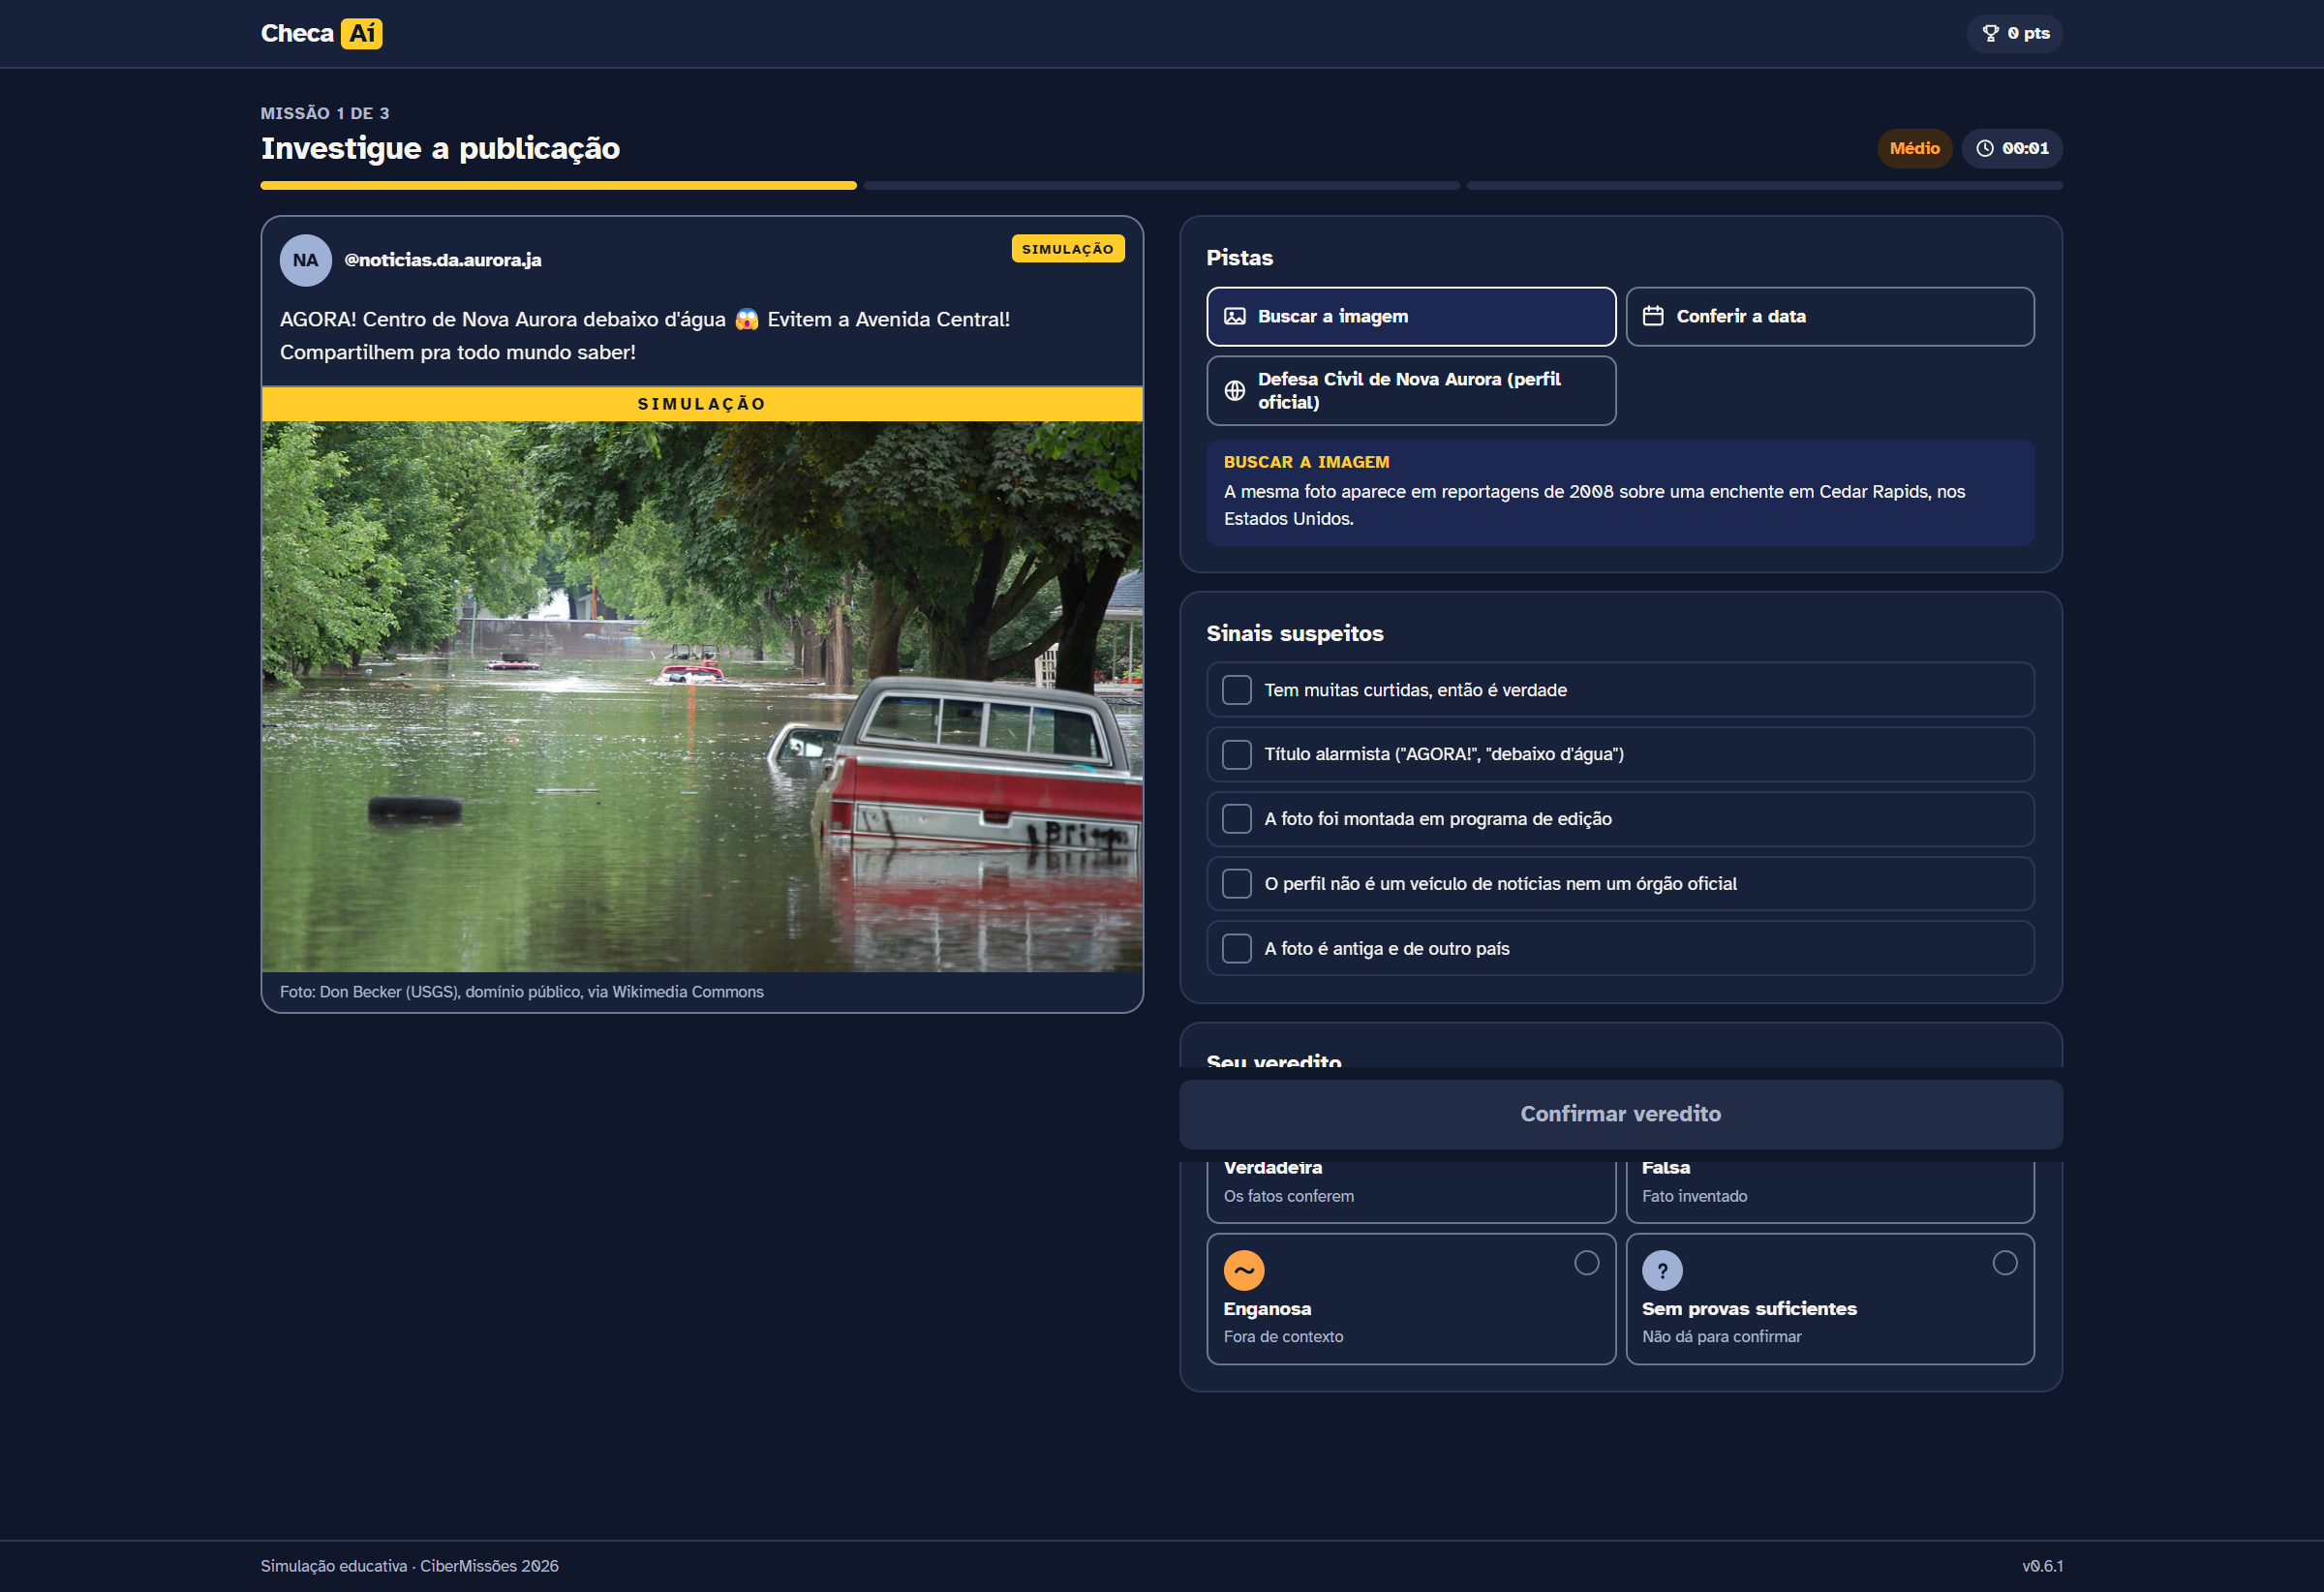 Checa Aí
0 pts
MISSÃO 1 DE 3
Investigue a publicação
Médio
00:01
NA
@noticias.da.aurora.ja
SIMULAÇÃO
AGORA! Centro de Nova Aurora debaixo d'água 😱 Evitem a Avenida Central!
Compartilhem pra todo mundo saber!
SIMULAÇÃO
Foto: Don Becker (USGS), domínio público, via Wikimedia Commons
Pistas
Buscar a imagem
Conferir a data
Defesa Civil de Nova Aurora (perfil
oficial)
BUSCAR A IMAGEM
A mesma foto aparece em reportagens de 2008 sobre uma enchente em Cedar Rapids, nos
Estados Unidos.
Sinais suspeitos
Tem muitas curtidas, então é verdade
Título alarmista ("AGORA!", "debaixo d'água")
A foto foi montada em programa de edição
O perfil não é um veículo de notícias nem um órgão oficial
A foto é antiga e de outro país
Seu veredito
Confirmar veredito
Verdadeira
Os fatos conferem
Falsa
Fato inventado
~
Enganosa
Fora de contexto
?
Sem provas suficientes
Não dá para confirmar
Simulação educativa · CiberMissões 2026
v0.6.1